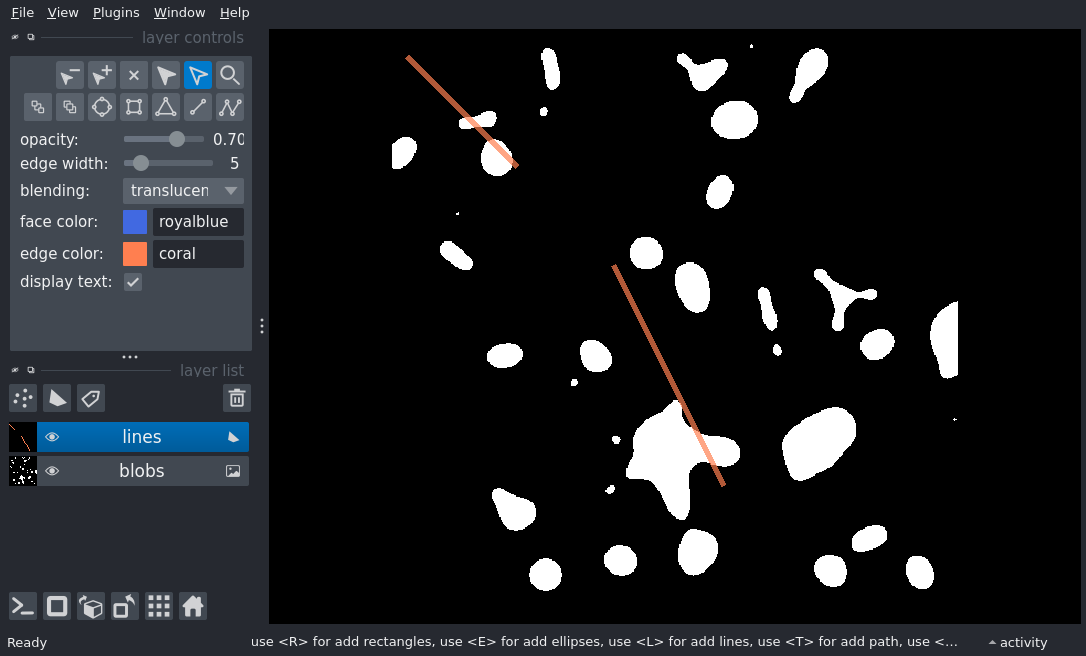 File View Plugins Window Help
layer controls
opacity: 0.70
edge width: 5
blending: translucen
face color: royalblue
edge color: coral
display text:
layer list
lines
blobs
Ready use <R> for add rectangles, use <E> for add ellipses, use <L> for add lines, use <T> for add path, use <... activity